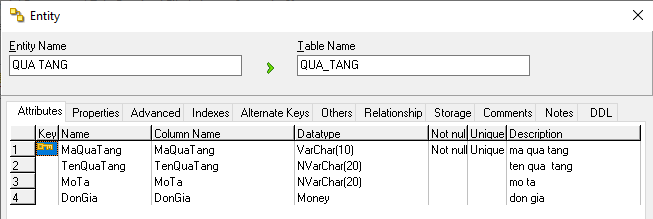 Entity
Entity Name
Table Name
QUA TANG
QUA_TANG
Attributes Properties Advanced Indexes Alternate Keys Others Relationship Storage Comments Notes DDL
Key Name Column Name Datatype Not null Unique Description
1 MaQuaTang MaQuaTang VarChar(10) Not null Unique ma qua tang
2 TenQuaTang TenQuaTang NVarChar(20) ten qua tang
3 MoTa MoTa NVarChar(20) mo ta
4 DonGia DonGia Money don gia